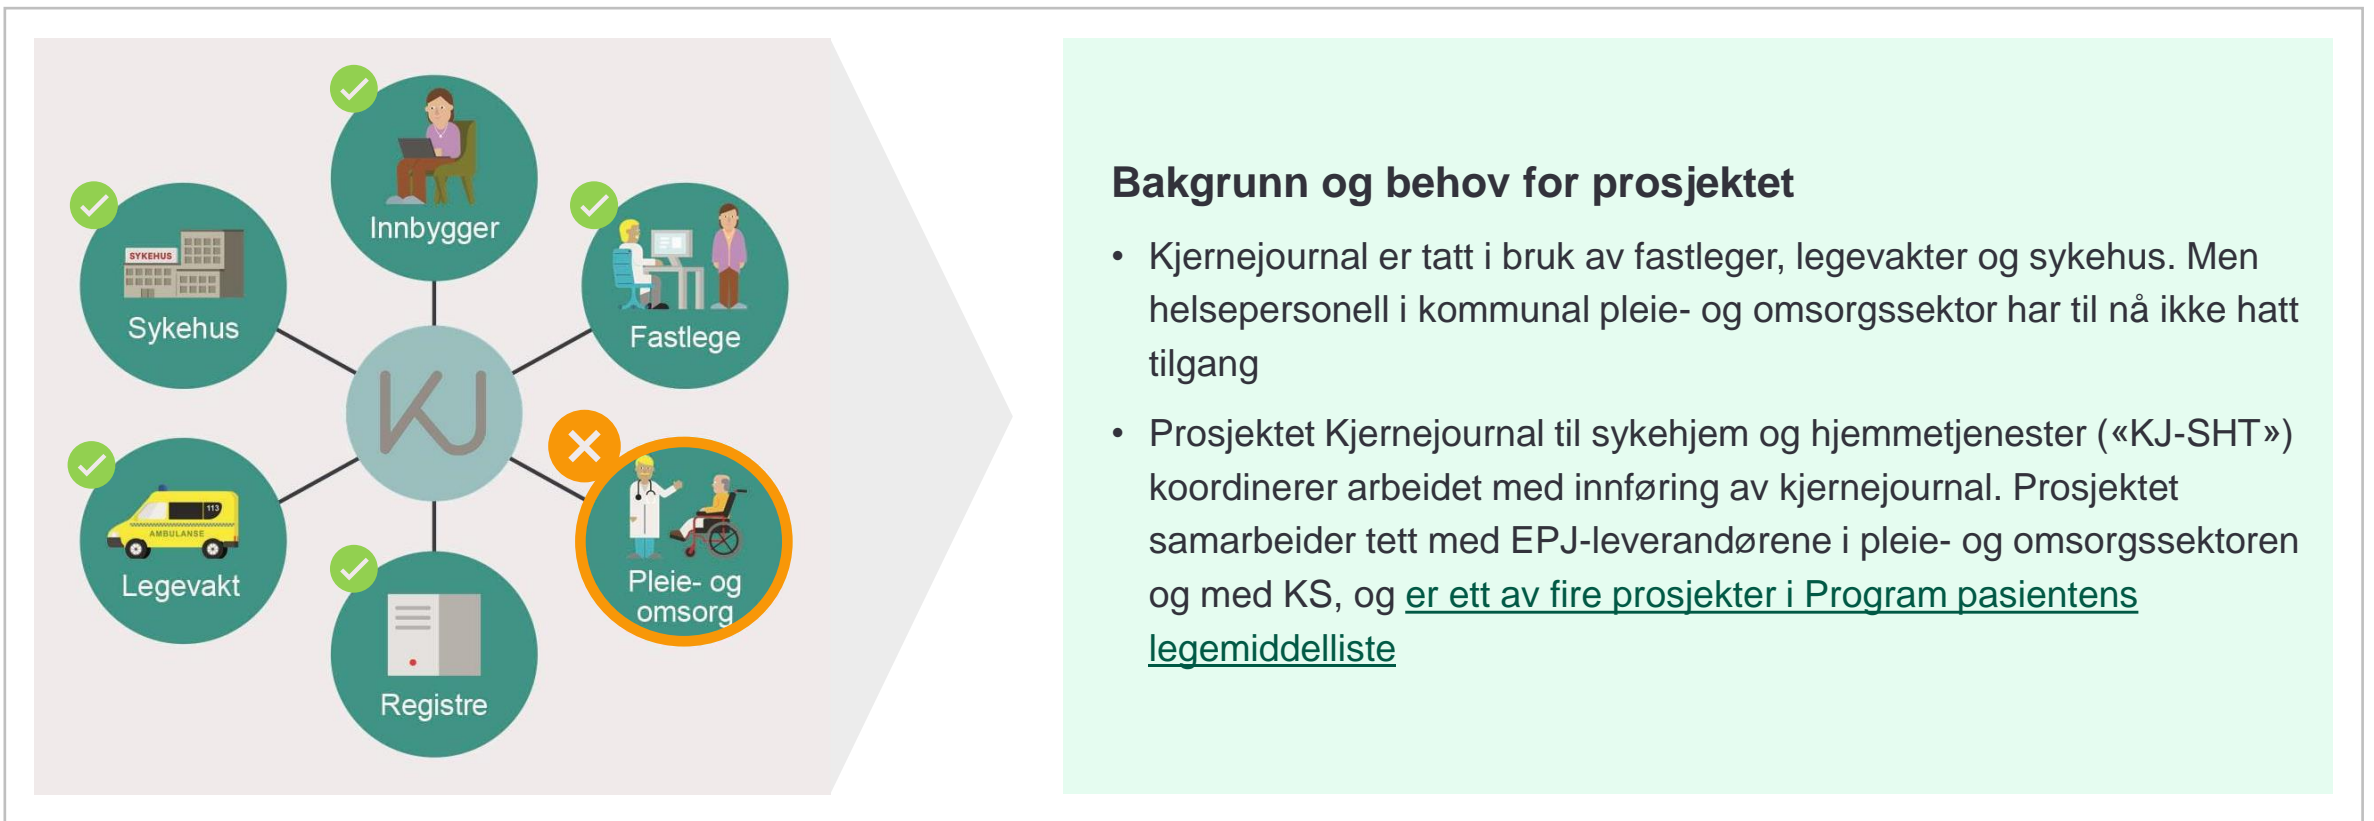 Innbygger
SYKEHUS
Sykehus
Fastlege
KJ
113
AMBULANSE
Legevakt
Pleie- og
omsorg
Registre
Bakgrunn og behov for prosjektet
• Kjernejournal er tatt i bruk av fastleger, legevakter og sykehus. Men
helsepersonell i kommunal pleie- og omsorgssektor har til nå ikke hatt
tilgang
• Prosjektet Kjernejournal til sykehjem og hjemmetjenester («KJ-SHT»)
koordinerer arbeidet med innføring av kjernejournal. Prosjektet
samarbeider tett med EPJ-leverandørene i pleie- og omsorgssektoren
og med KS, og er ett av fire prosjekter i Program pasientens
legemiddelliste